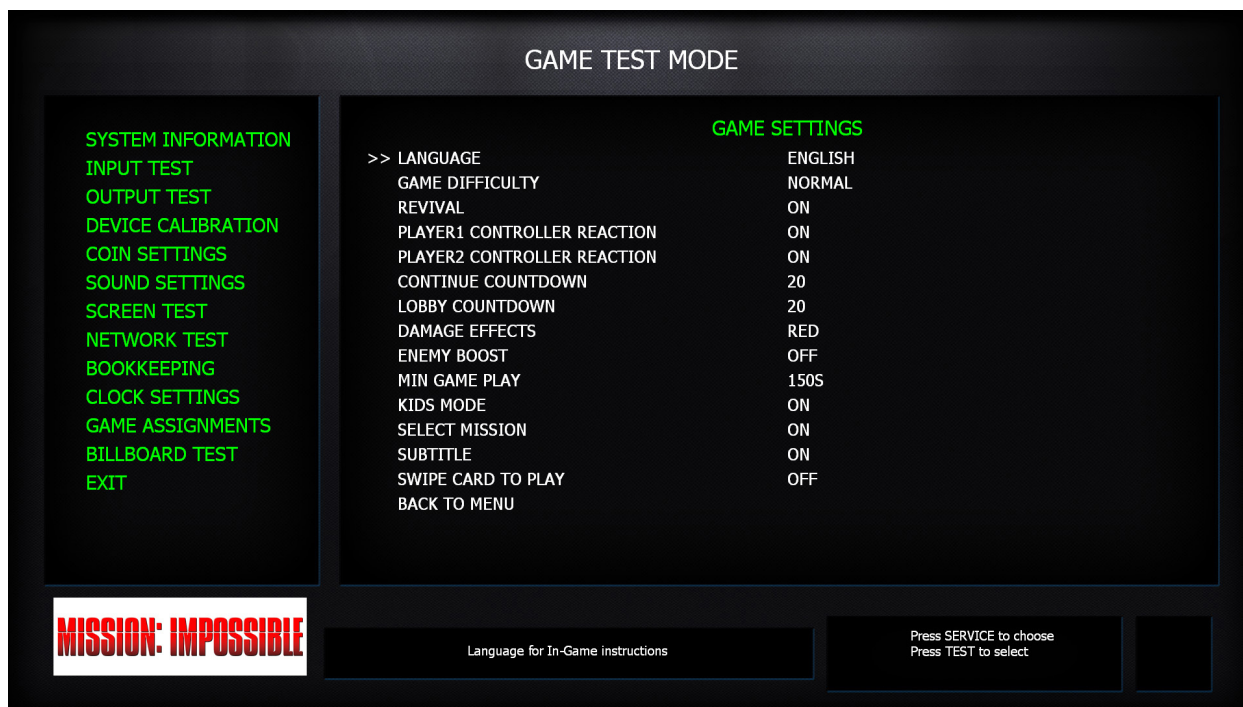 GAME TEST MODE
SYSTEM INFORMATION
INPUT TEST
OUTPUT TEST
DEVICE CALIBRATION
COIN SETTINGS
SOUND SETTINGS
SCREEN TEST
NETWORK TEST
BOOKKEEPING
CLOCK SETTINGS
GAME ASSIGNMENTS
BILLBOARD TEST
EXIT
GAME SETTINGS
>> LANGUAGE ENGLISH
GAME DIFFICULTY NORMAL
REVIVAL ON
PLAYER1 CONTROLLER REACTION ON
PLAYER2 CONTROLLER REACTION ON
CONTINUE COUNTDOWN 20
LOBBY COUNTDOWN 20
DAMAGE EFFECTS RED
ENEMY BOOST OFF
MIN GAME PLAY 150S
KIDS MODE ON
SELECT MISSION ON
SUBTITLE ON
SWIPE CARD TO PLAY OFF
BACK TO MENU
MISSION: IMPOSSIBLE
Language for In-Game instructions
Press SERVICE to choose
Press TEST to select